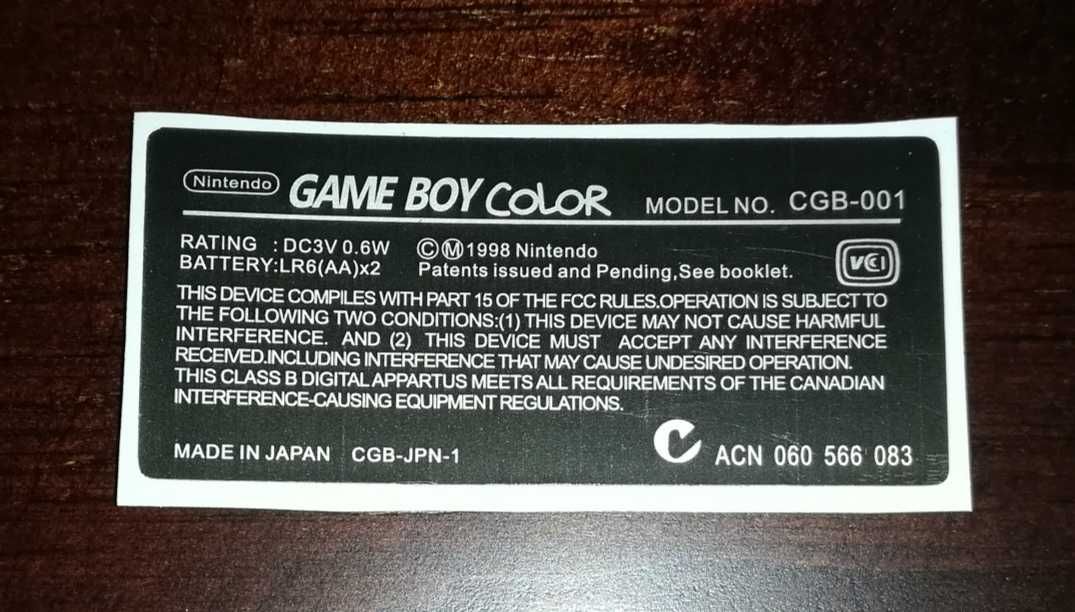 Nintendo GAME BOY COLOR MODEL NO. CGB-001
RATING : DC3V 0.6W ©Ⓜ1998 Nintendo
BATTERY:LR6(AA)x2 Patents issued and Pending,See booklet.
VCI
THIS DEVICE COMPILES WITH PART 15 OF THE FCC RULES.OPERATION IS SUBJECT TO
THE FOLLOWING TWO CONDITIONS:(1) THIS DEVICE MAY NOT CAUSE HARMFUL
INTERFERENCE. AND (2) THIS DEVICE MUST ACCEPT ANY INTERFERENCE
RECEIVED.INCLUDING INTERFERENCE THAT MAY CAUSE UNDESIRED OPERATION.
THIS CLASS B DIGITAL APPARTUS MEETS ALL REQUIREMENTS OF THE CANADIAN
INTERFERENCE-CAUSING EQUIPMENT REGULATIONS.
MADE IN JAPAN CGB-JPN-1 ACN 060 566 083